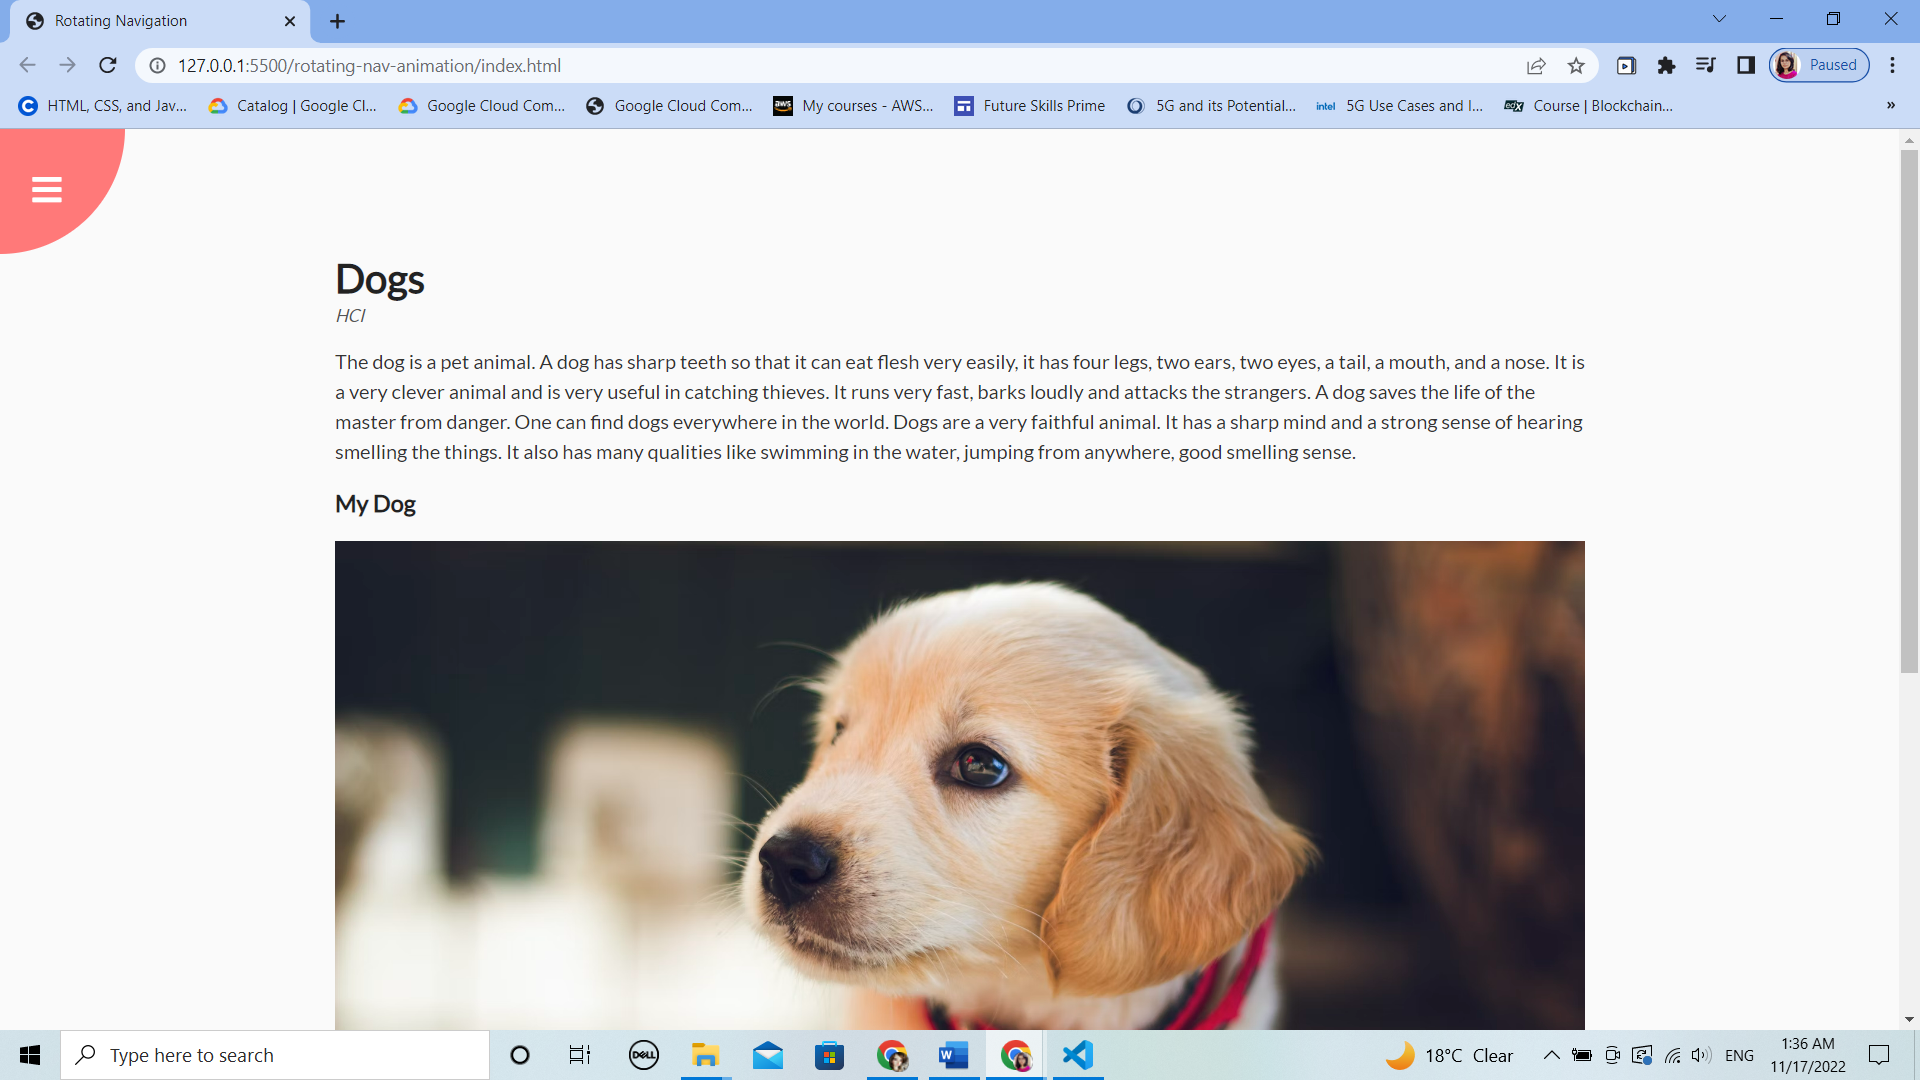 Rotating Navigation
127.0.0.1:5500/rotating-nav-animation/index.html
Paused
HTML, CSS, and Jav... Catalog | Google Cl... Google Cloud Com... Google Cloud Com... aws My courses - AWS... Future Skills Prime 5G and its Potential... intel 5G Use Cases and I... edX Course | Blockchain... »
Dogs
HCI
The dog is a pet animal. A dog has sharp teeth so that it can eat flesh very easily, it has four legs, two ears, two eyes, a tail, a mouth, and a nose. It is
a very clever animal and is very useful in catching thieves. It runs very fast, barks loudly and attacks the strangers. A dog saves the life of the
master from danger. One can find dogs everywhere in the world. Dogs are a very faithful animal. It has a sharp mind and a strong sense of hearing
smelling the things. It also has many qualities like swimming in the water, jumping from anywhere, good smelling sense.
My Dog
Type here to search
DELL
W
18°C Clear
ENG
1:36 AM
11/17/2022